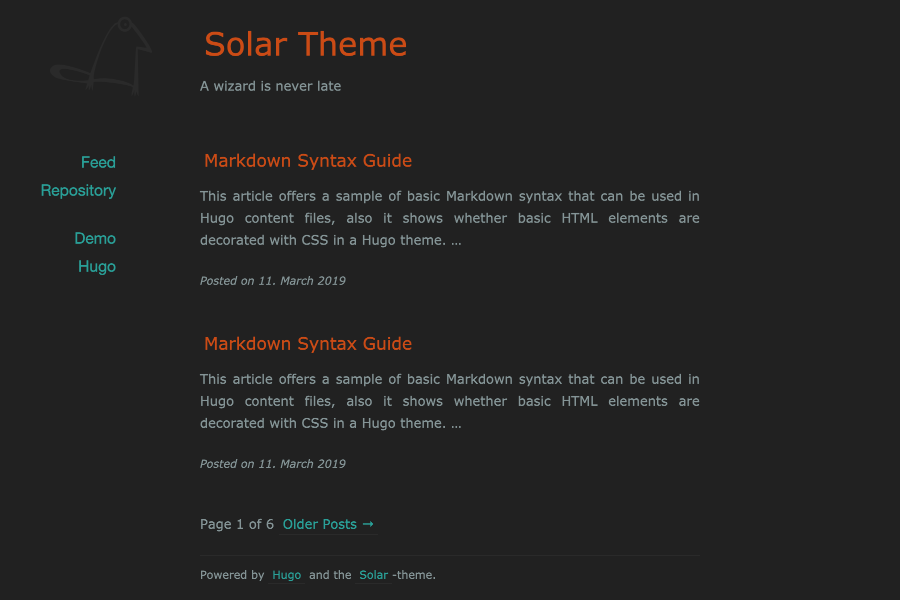 Solar Theme
A wizard is never late
Feed
Repository
Demo
Hugo
Markdown Syntax Guide
This article offers a sample of basic Markdown syntax that can be used in
Hugo content files, also it shows whether basic HTML elements are
decorated with CSS in a Hugo theme. ...
Posted on 11. March 2019
Markdown Syntax Guide
This article offers a sample of basic Markdown syntax that can be used in
Hugo content files, also it shows whether basic HTML elements are
decorated with CSS in a Hugo theme. ...
Posted on 11. March 2019
Page 1 of 6 Older Posts →
Powered by Hugo and the Solar -theme.